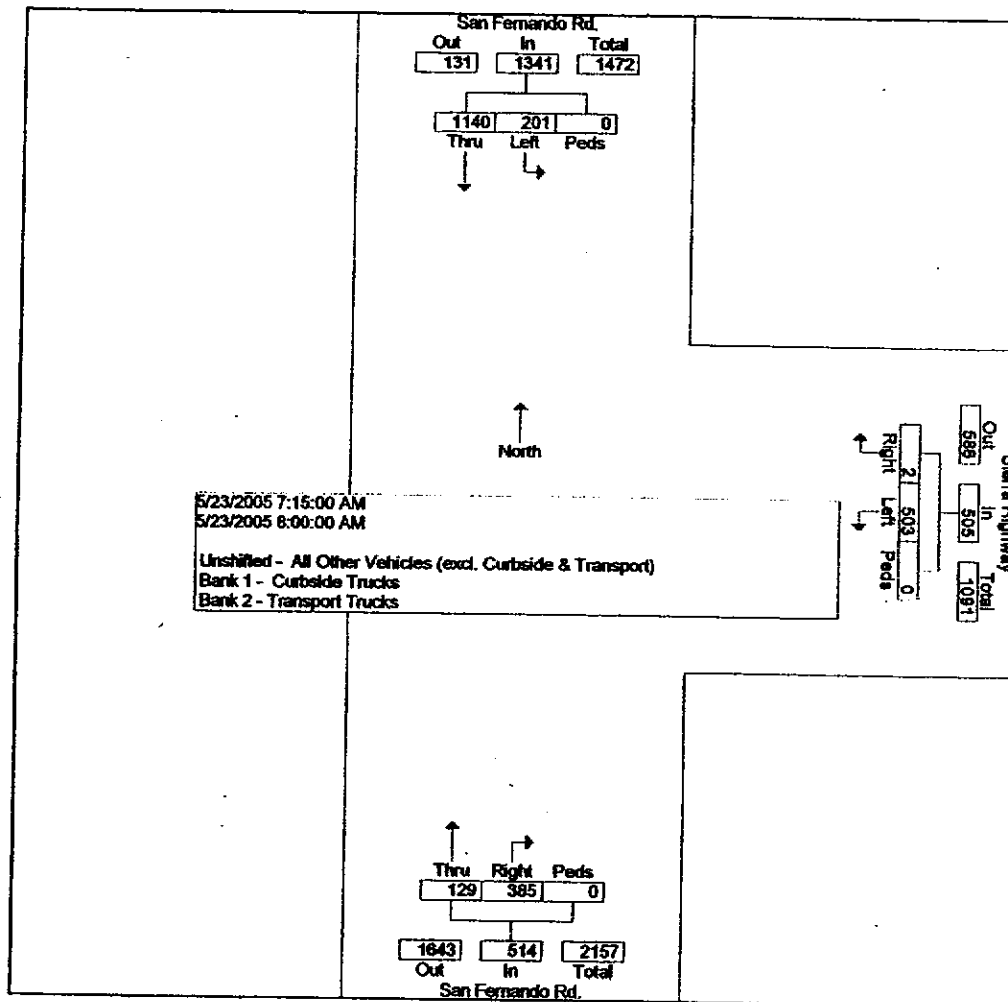 San Fernando Rd.
Out In Total
131 1341 1472
1140 201 0
Thru Left Peds
North
Out In Total
586 505 1091
2 503 0
Right Left Peds
5/23/2005 7:15:00 AM
5/23/2005 8:00:00 AM
Unshifted - All Other Vehicles (excl. Curbside & Transport)
Bank 1 - Curbside Trucks
Bank 2 - Transport Trucks
Thru Right Peds
129 385 0
1643 514 2157
Out In Total
San Fernando Rd.